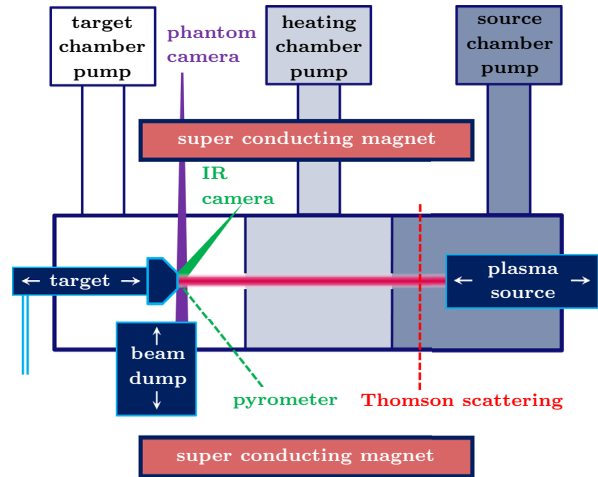 target
chamber
pump
phantom
camera
heating
chamber
pump
source
chamber
pump
super conducting magnet
IR
camera
← target →
plasma
← source →
↑
beam
dump
↓
pyrometer
Thomson scattering
super conducting magnet